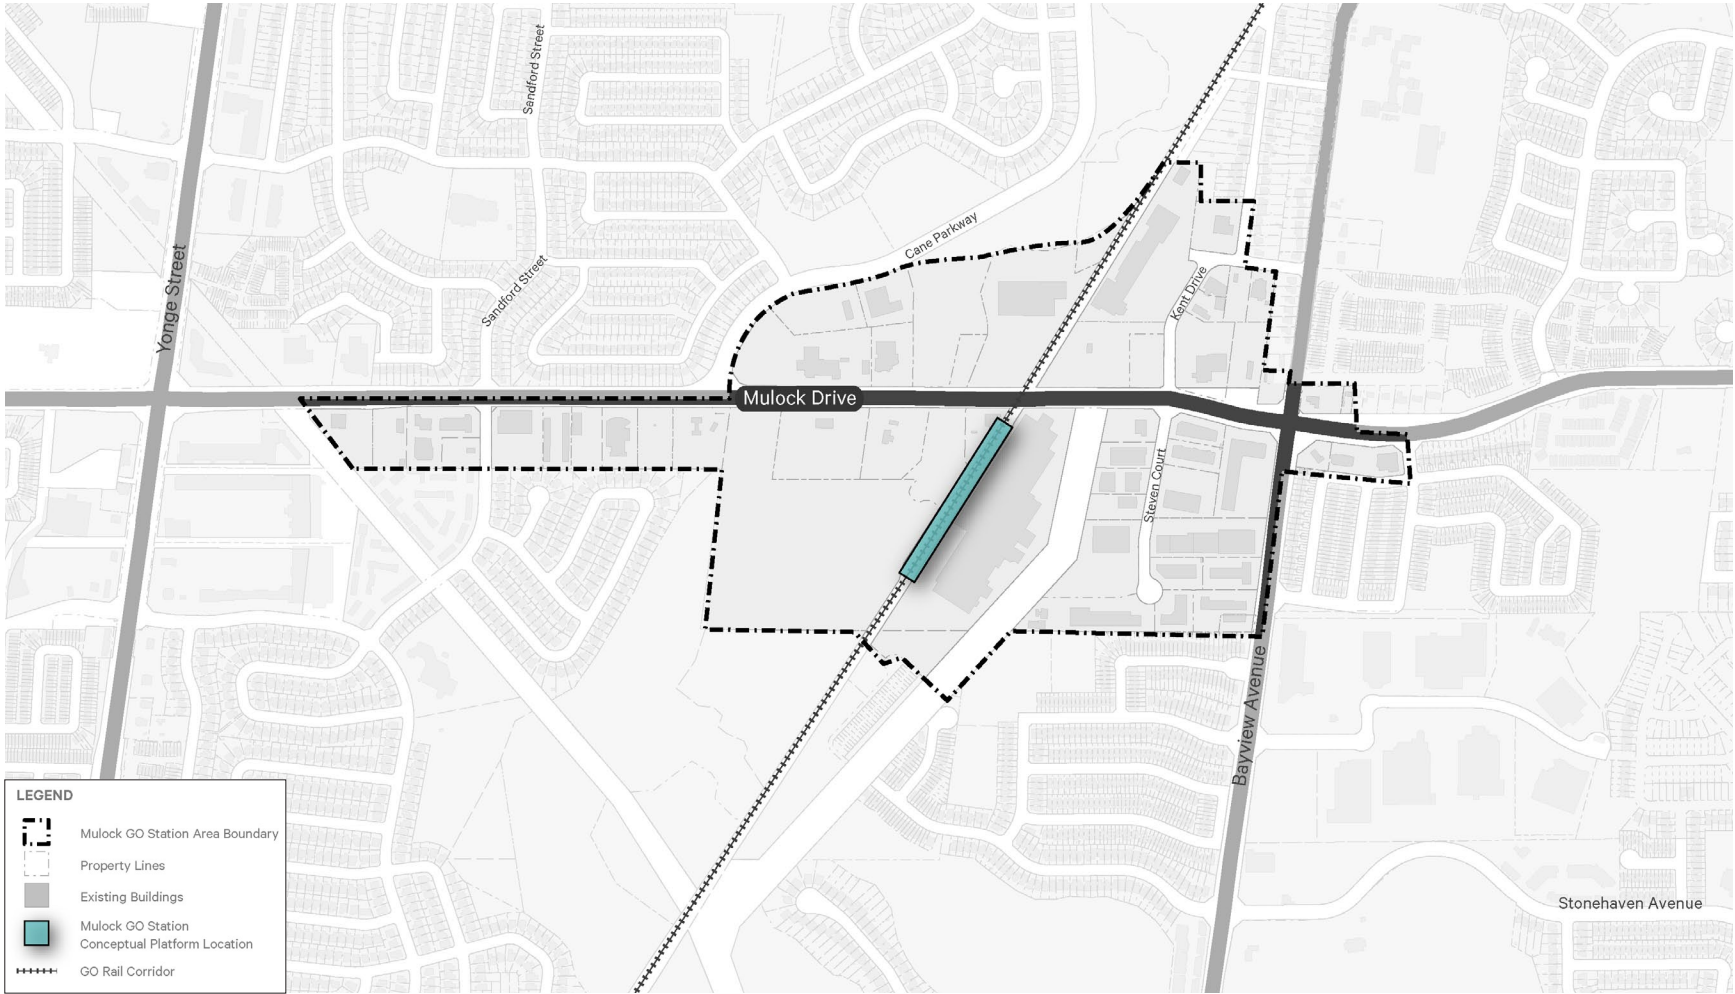 Sandford Street
Yonge Street
Sandford Street
Cane Parkway
Kent Drive
Mulock Drive
Steven Court
Bayview Avenue
Stonehaven Avenue
LEGEND
Mulock GO Station Area Boundary
Property Lines
Existing Buildings
Mulock GO Station
Conceptual Platform Location
GO Rail Corridor